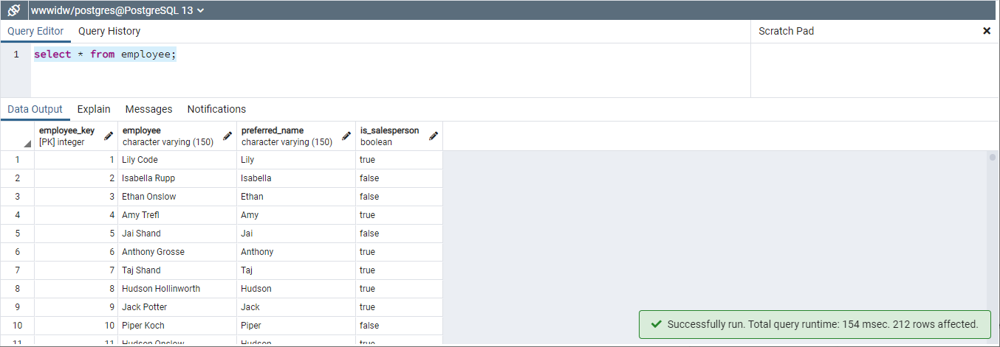 wwwidw/postgres@PostgreSQL 13
Query Editor Query History Scratch Pad
1 select * from employee;
Data Output Explain Messages Notifications
employee_key employee preferred_name is_salesperson
[PK] integer character varying (150) character varying (150) boolean
1 1 Lily Code Lily true
2 2 Isabella Rupp Isabella false
3 3 Ethan Onslow Ethan false
4 4 Amy Trefl Amy true
5 5 Jai Shand Jai false
6 6 Anthony Grosse Anthony true
7 7 Taj Shand Taj true
8 8 Hudson Hollinworth Hudson true
9 9 Jack Potter Jack true
10 10 Piper Koch Piper false
Successfully run. Total query runtime: 154 msec. 212 rows affected.
11 11 Hudson Onslow Hudson true